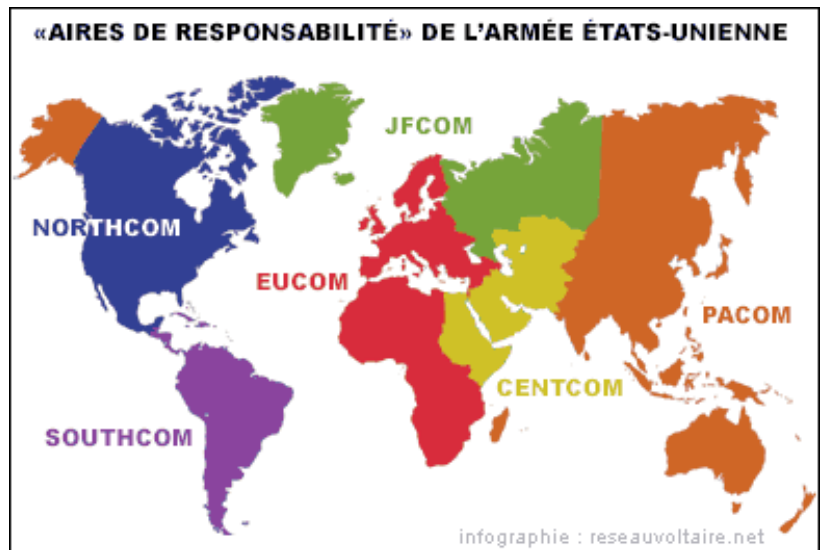 «AIRES DE RESPONSABILITÉ» DE L'ARMÉE ÉTATS-UNIENNE
JFCOM
NORTHCOM
EUCOM
PACOM
CENTCOM
SOUTHCOM
infographie : reseauvoltaire.net